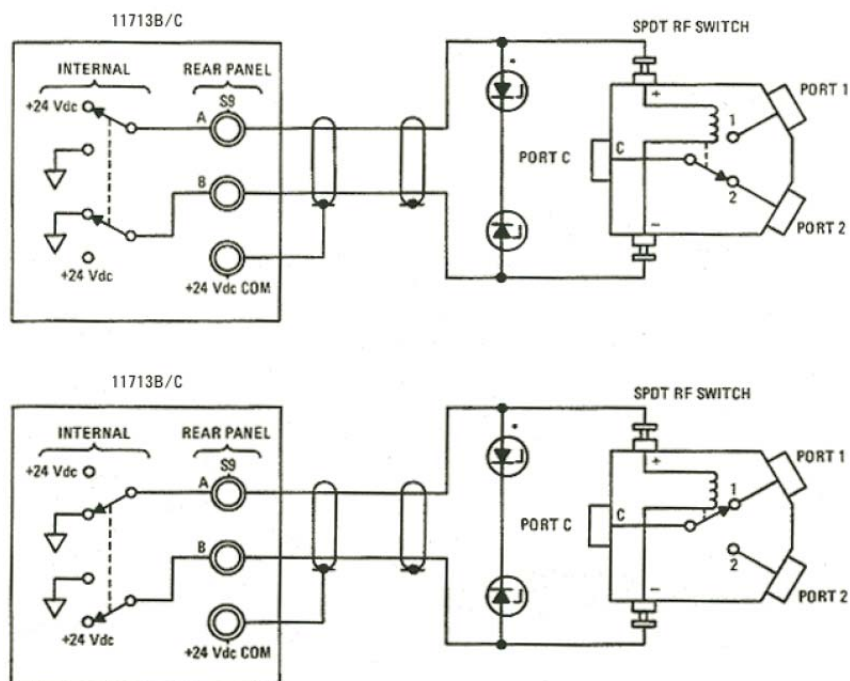 11713B/C
SPDT RF SWITCH
INTERNAL
REAR PANEL
+24 Vdc
S9
A
B
+24 Vdc
+24 Vdc COM
*
+
PORT 1
1
PORT C
C
2
-
PORT 2
11713B/C
SPDT RF SWITCH
INTERNAL
REAR PANEL
+24 Vdc
S9
A
B
+24 Vdc
+24 Vdc COM
*
+
PORT 1
1
PORT C
C
2
-
PORT 2